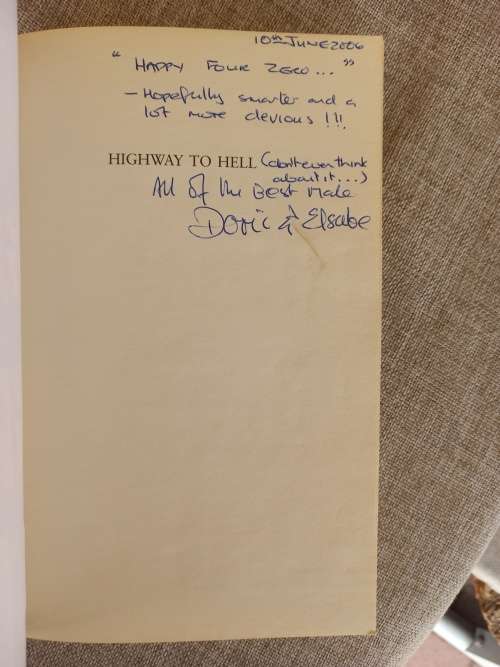 10th JUNE 2006
"HAPPY FOUR ZERO..."
- Hopefully smarter and a
lot more devious!!!
HIGHWAY TO HELL (don't even think
about it...)
All Of the Best Mate
Doric & Elsabe